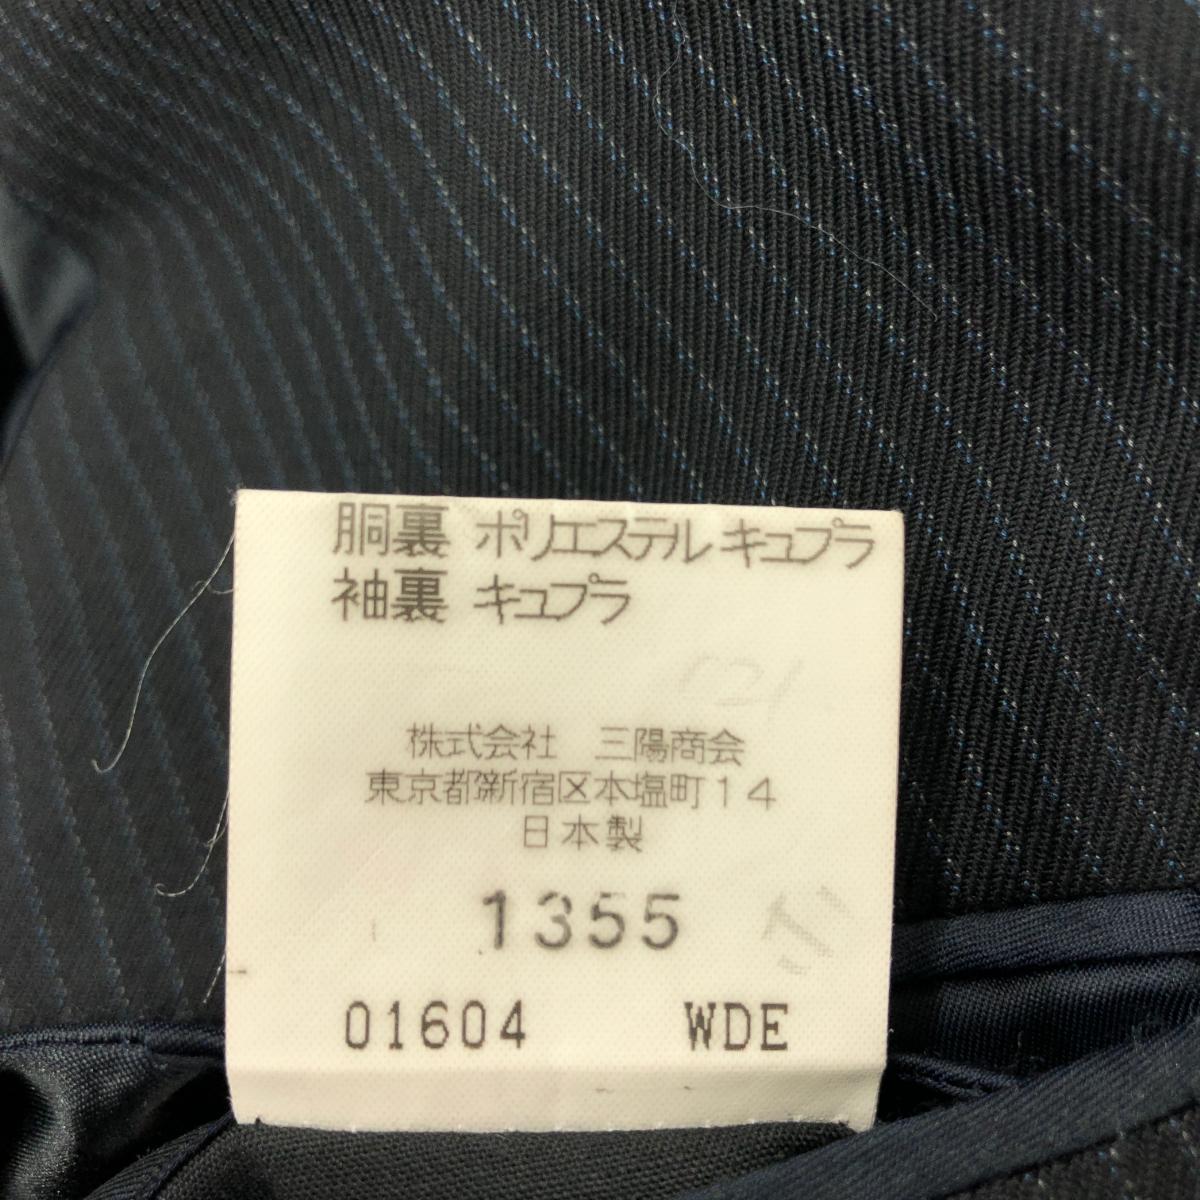 胴裏 ポリエステル キュプラ
袖裏 キュプラ
株式会社 三陽商会
東京都新宿区本塩町14
日本製
1355
01604 WDE